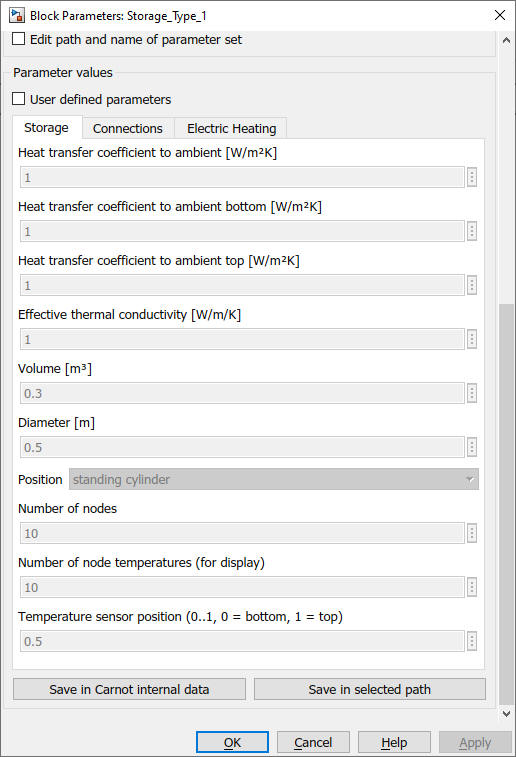 Block Parameters: Storage_Type_1
Edit path and name of parameter set
Parameter values
User defined parameters
Storage
Connections
Electric Heating
Heat transfer coefficient to ambient [W/m²K]
1
Heat transfer coefficient to ambient bottom [W/m²K]
1
Heat transfer coefficient to ambient top [W/m²K]
1
Effective thermal conductivity [W/m/K]
1
Volume [m³]
0.3
Diameter [m]
0.5
Position standing cylinder
Number of nodes
10
Number of node temperatures (for display)
10
Temperature sensor position (0..1, 0 = bottom, 1 = top)
0.5
Save in Carnot internal data
Save in selected path
OK
Cancel
Help
Apply